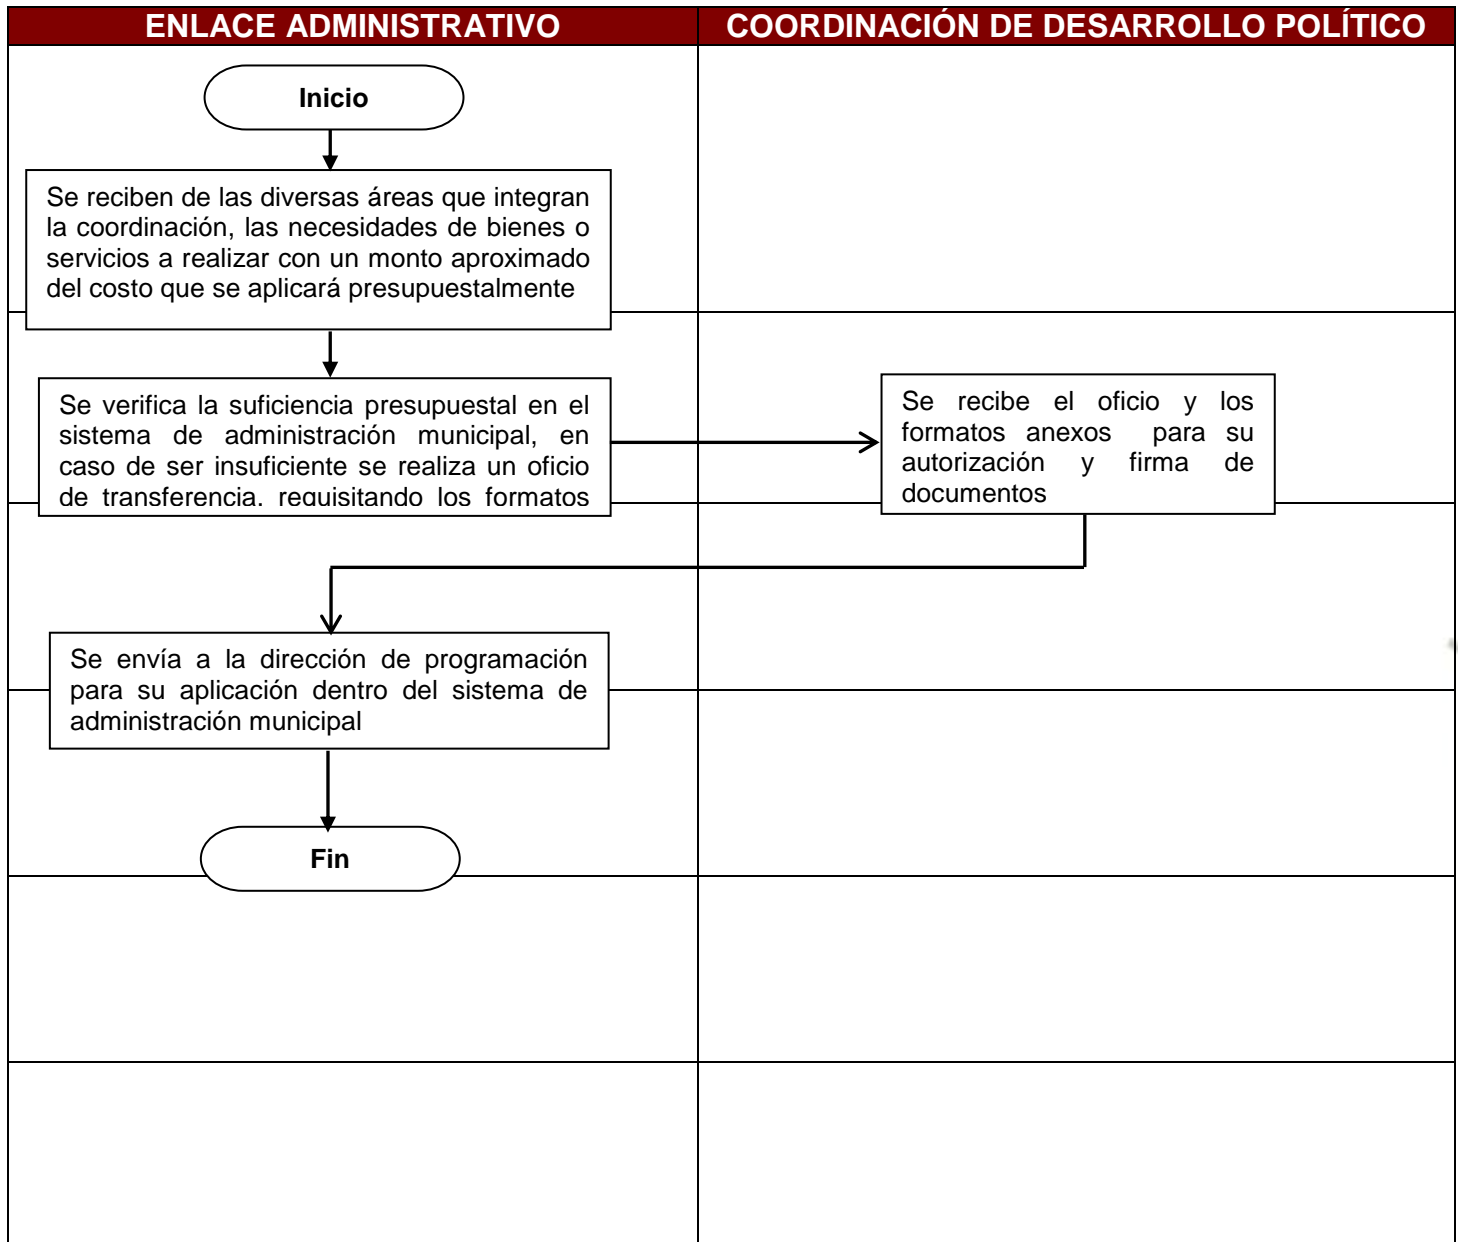 ENLACE ADMINISTRATIVO
COORDINACIÓN DE DESARROLLO POLÍTICO
Inicio
Se reciben de las diversas áreas que integran
la coordinación, las necesidades de bienes o
servicios a realizar con un monto aproximado
del costo que se aplicará presupuestalmente
Se verifica la suficiencia presupuestal en el
sistema de administración municipal, en
caso de ser insuficiente se realiza un oficio
de transferencia, requisitando los formatos
Se recibe el oficio y los
formatos anexos para su
autorización y firma de
documentos
Se envía a la dirección de programación
para su aplicación dentro del sistema de
administración municipal
Fin